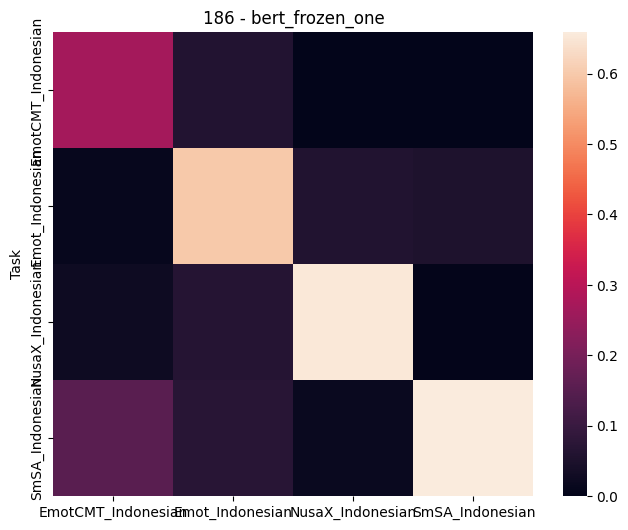 186 - bert_frozen_one
Task
EmotCMT_Indonesian
Emot_Indonesian
NusaX_Indonesian
SmSA_Indonesian
EmotCMT_Indonesian
Emot_Indonesian
NusaX_Indonesian
SmSA_Indonesian
0.6
0.5
0.4
0.3
0.2
0.1
0.0